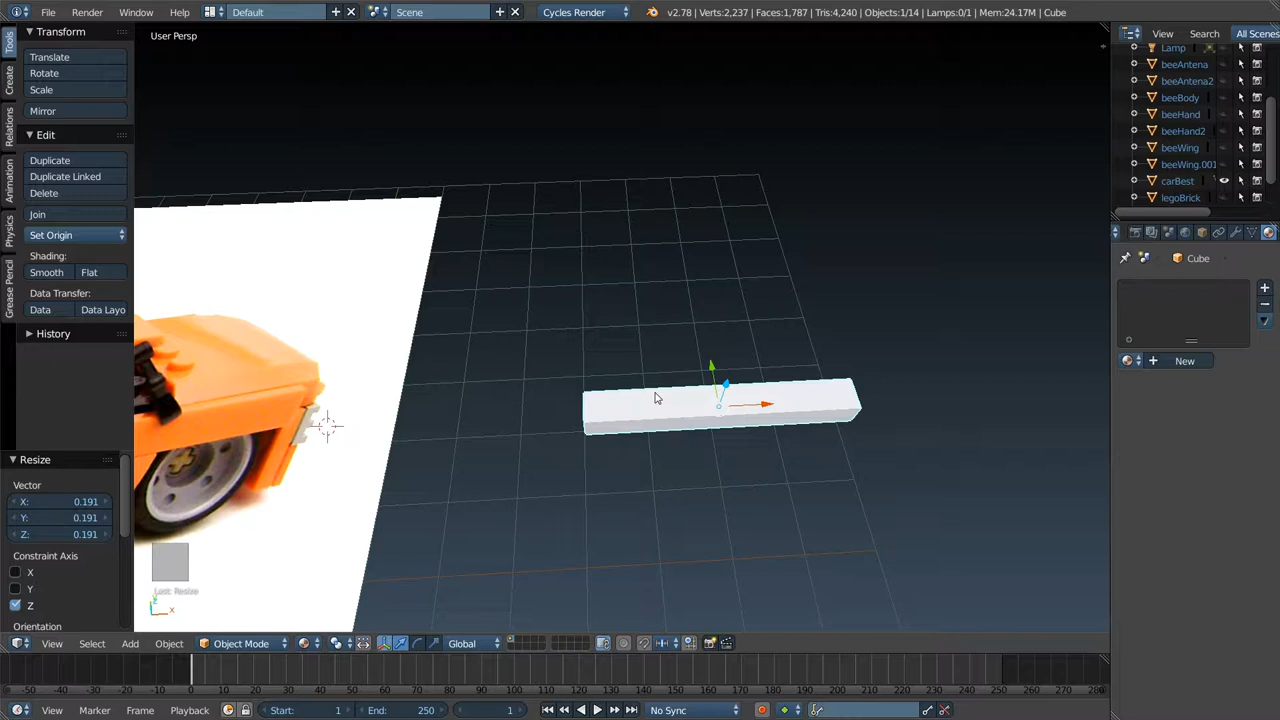 File Render Window Help Default Scene Cycles Render v2.78 | Verts:2,237 | Faces:1,787 | Tris:4,240 | Objects:1/14 | Lamps:0/1 | Mem:24.17M | Cube
Tools
Create
Relations
Animation
Physics
Grease Pencil
Transform
Translate
Rotate
Scale
Mirror
Edit
Duplicate
Duplicate Linked
Delete
Join
Set Origin
Shading:
Smooth Flat
Data Transfer:
Data Data Layo
History
Resize
Vector
X: 0.191
Y: 0.191
Z: 0.191
Constraint Axis
X
Y
Z
Orientation
User Persp
Last: Resize
z
x
View Search All Scenes
Lamp
beeAntena
beeAntena2
beeBody
beeHand
beeHand2
beeWing
beeWing.001
carBest
legoBrick
Cube
New
View Select Add Object Object Mode Global
-50 -40 -30 -20 -10 0 10 20 30 40 50 60 70 80 90 100 110 120 130 140 150 160 170 180 190 200 210 220 230 240 250 260 270 280
View Marker Frame Playback Start: 1 End: 250 1 No Sync